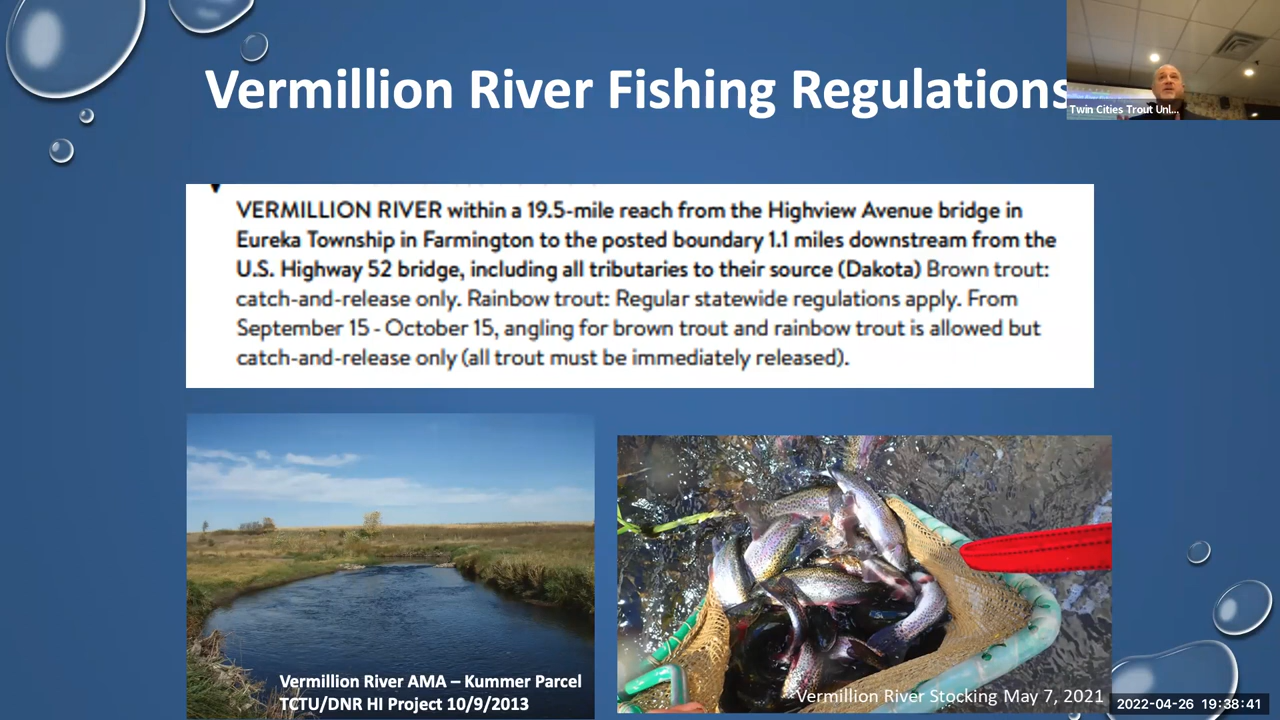 Vermillion River Fishing Regulations
Twin Cities Trout Unl...
VERMILLION RIVER within a 19.5-mile reach from the Highview Avenue bridge in
Eureka Township in Farmington to the posted boundary 1.1 miles downstream from the
U.S. Highway 52 bridge, including all tributaries to their source (Dakota) Brown trout:
catch-and-release only. Rainbow trout: Regular statewide regulations apply. From
September 15 - October 15, angling for brown trout and rainbow trout is allowed but
catch-and-release only (all trout must be immediately released).
Vermillion River AMA – Kummer Parcel
TCTU/DNR HI Project 10/9/2013
Vermillion River Stocking May 7, 2021
2022-04-26 19:38:41